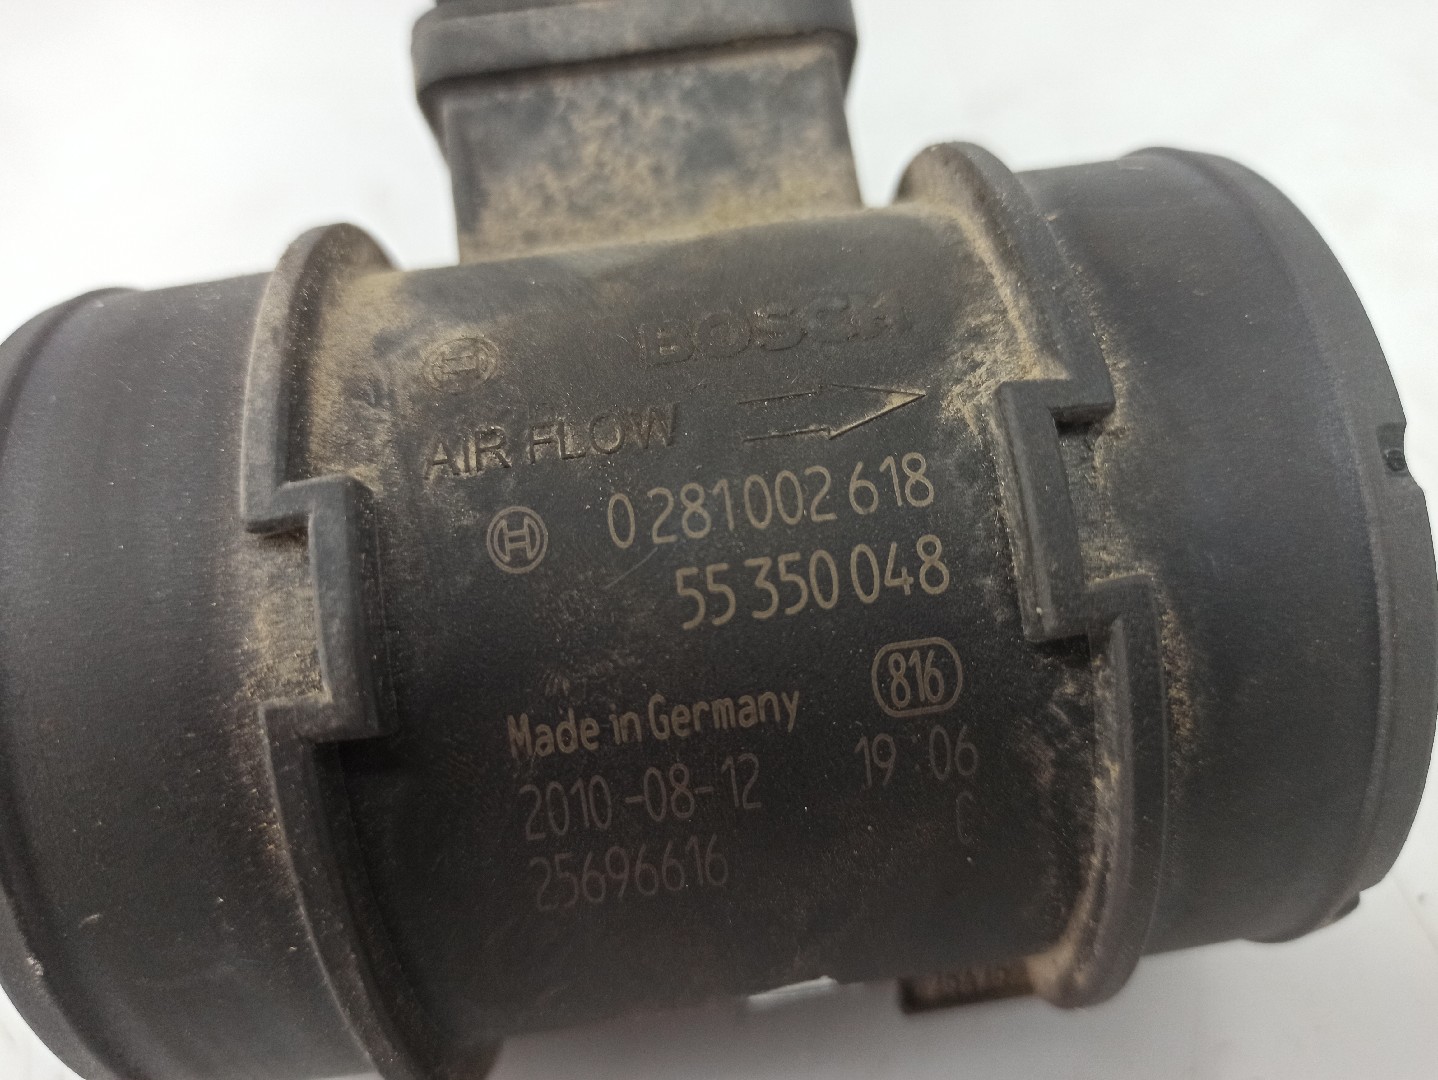 BOSCH
AIR FLOW
0 281 002 618
55 350 048
816
Made in Germany
2010-08-12 19:06
25696616 C